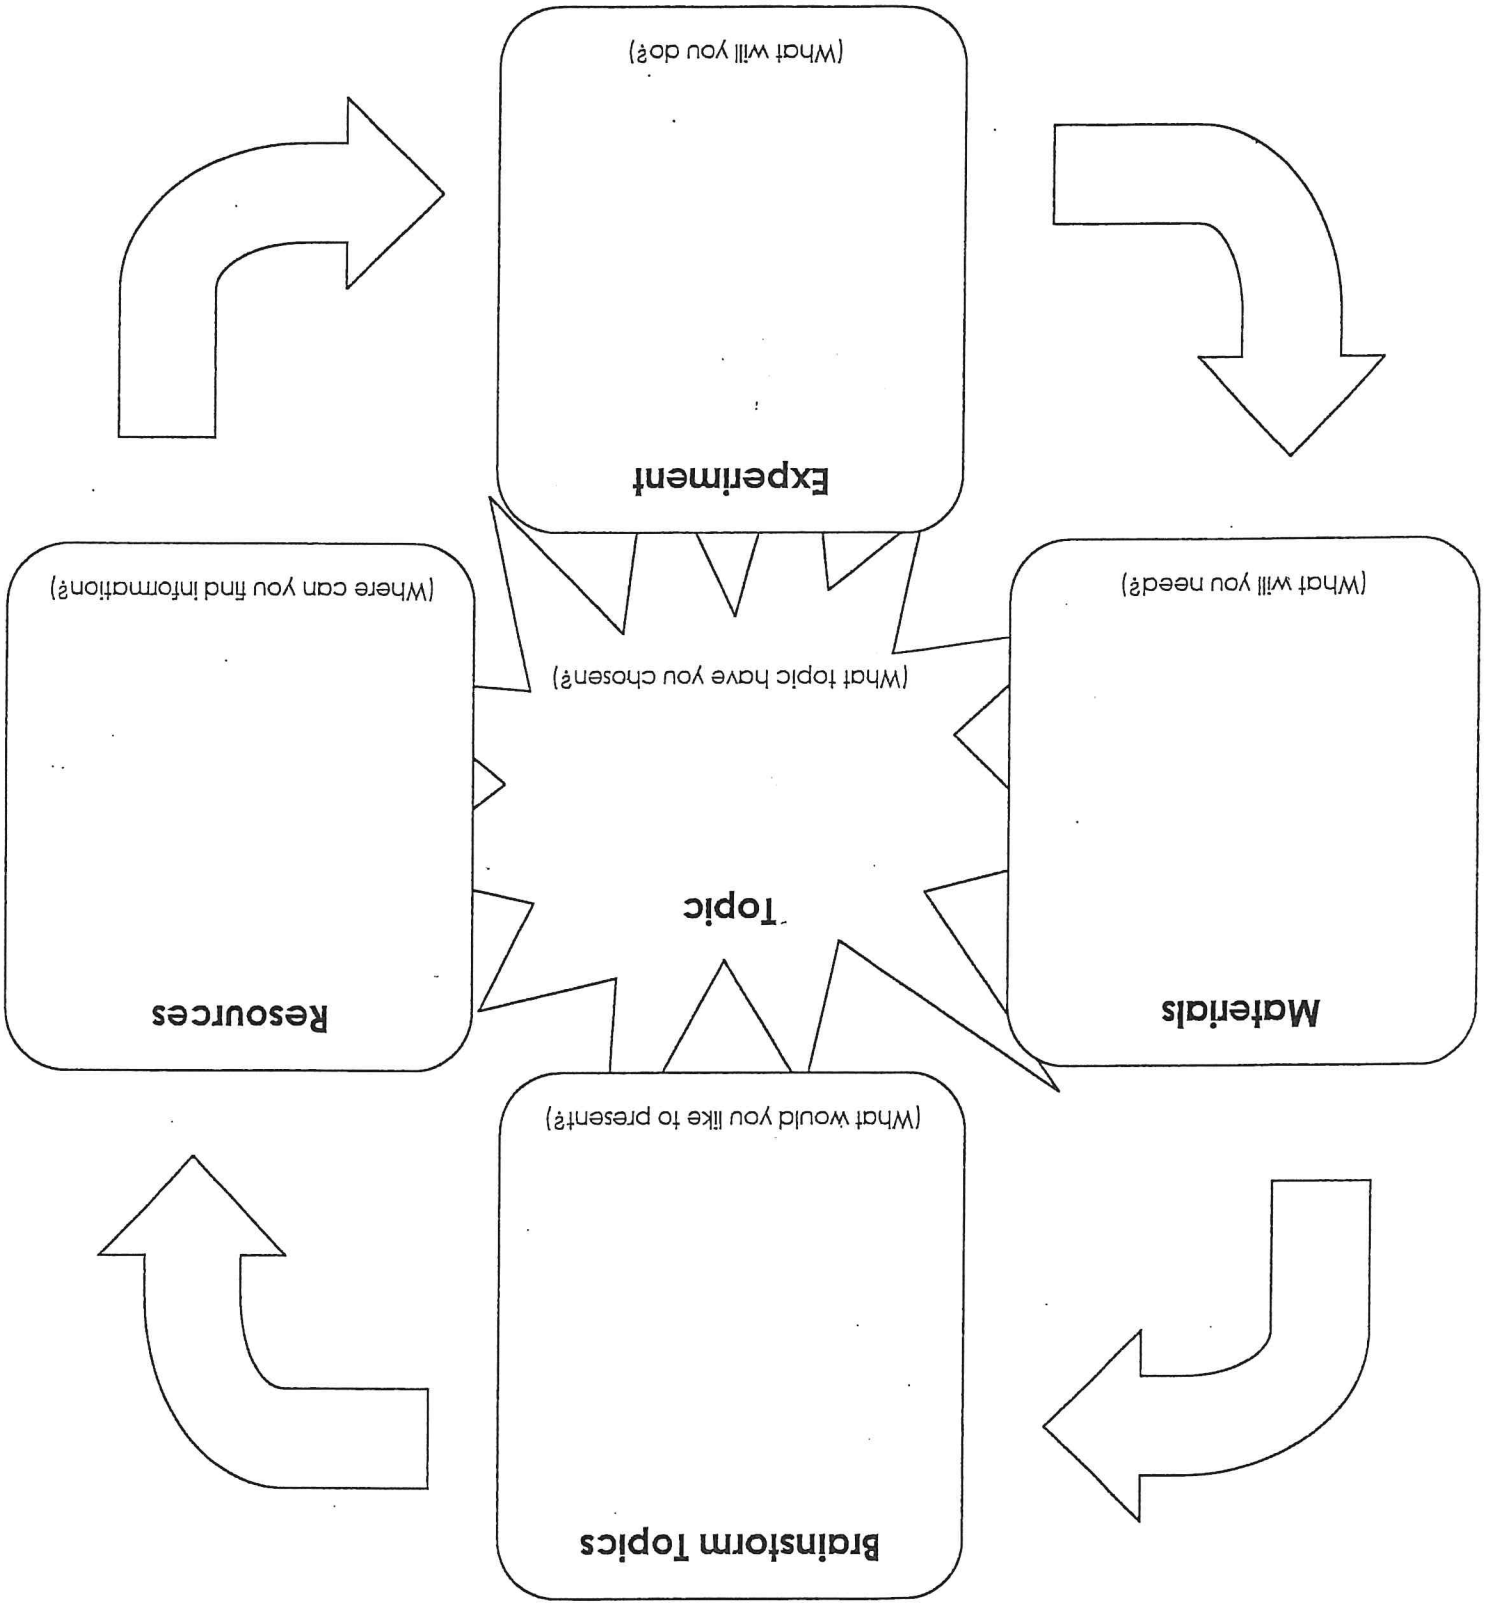 Brainstorm Topics
(What would you like to present?)
Materials
(What will you need?)
Topic
(What topic have you chosen?)
Resources
(Where can you find information?)
Experiment
(What will you do?)